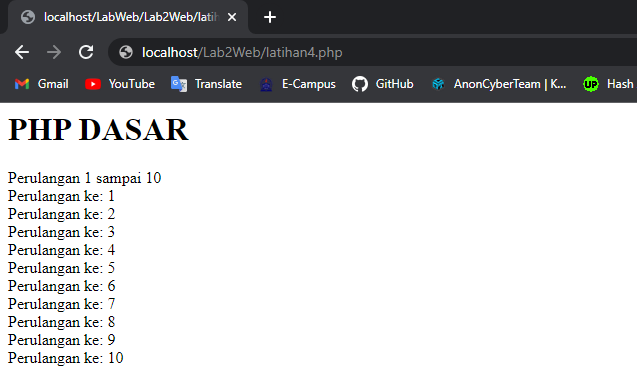 localhost/LabWeb/Lab2Web/latih
localhost/Lab2Web/latihan4.php
Gmail YouTube Translate E-Campus GitHub AnonCyberTeam | K... UP Hash
PHP DASAR
Perulangan 1 sampai 10
Perulangan ke: 1
Perulangan ke: 2
Perulangan ke: 3
Perulangan ke: 4
Perulangan ke: 5
Perulangan ke: 6
Perulangan ke: 7
Perulangan ke: 8
Perulangan ke: 9
Perulangan ke: 10